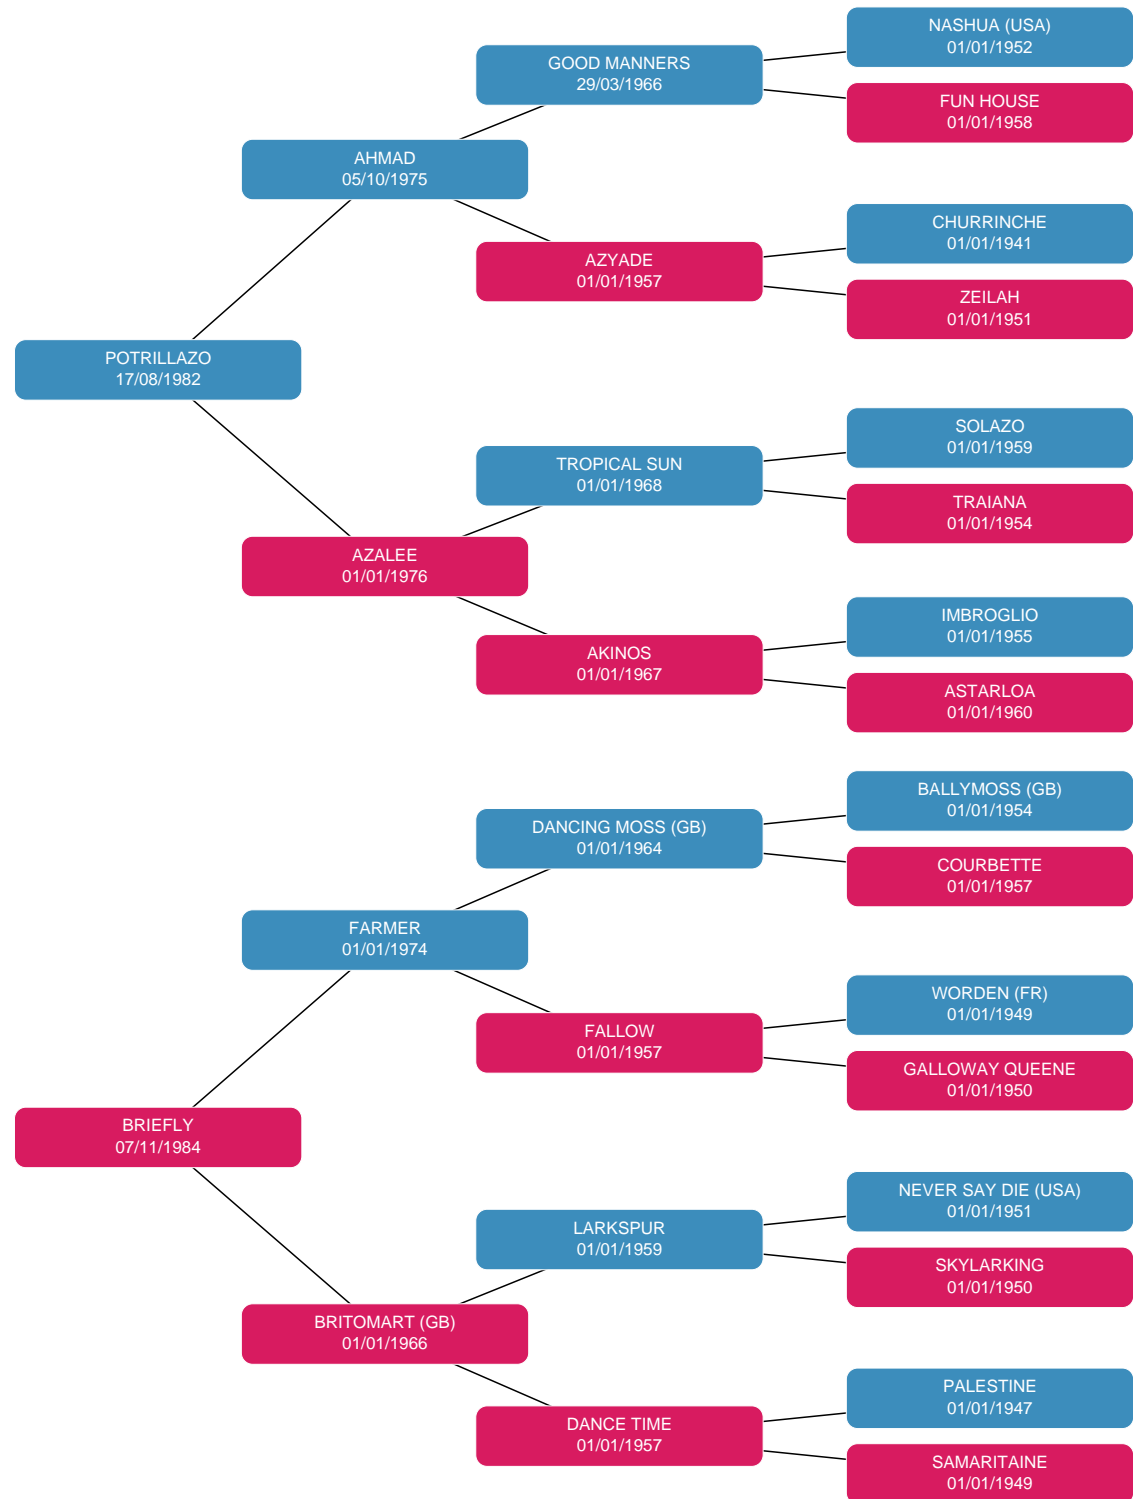 NASHUA (USA)
01/01/1952
GOOD MANNERS
29/03/1966
FUN HOUSE
01/01/1958
AHMAD
05/10/1975
CHURRINCHE
01/01/1941
AZYADE
01/01/1957
ZEILAH
01/01/1951
POTRILLAZO
17/08/1982
SOLAZO
01/01/1959
TROPICAL SUN
01/01/1968
TRAIANA
01/01/1954
AZALEE
01/01/1976
IMBROGLIO
01/01/1955
AKINOS
01/01/1967
ASTARLOA
01/01/1960
BALLYMOSS (GB)
01/01/1954
DANCING MOSS (GB)
01/01/1964
COURBETTE
01/01/1957
FARMER
01/01/1974
WORDEN (FR)
01/01/1949
FALLOW
01/01/1957
GALLOWAY QUEENE
01/01/1950
BRIEFLY
07/11/1984
NEVER SAY DIE (USA)
01/01/1951
LARKSPUR
01/01/1959
SKYLARKING
01/01/1950
BRITOMART (GB)
01/01/1966
PALESTINE
01/01/1947
DANCE TIME
01/01/1957
SAMARITAINE
01/01/1949